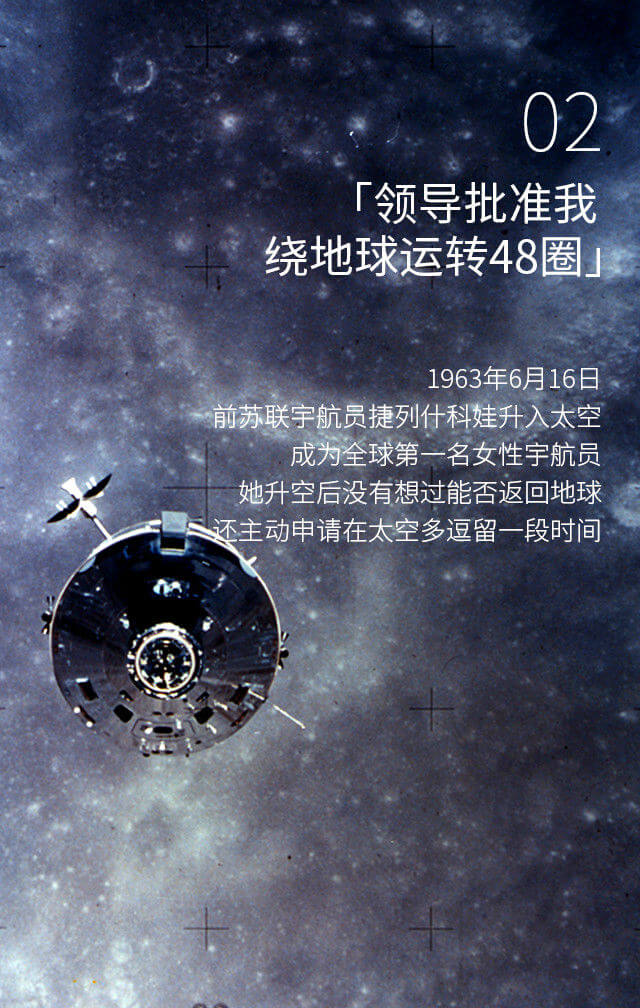 02
「领导批准我
绕地球运转48圈」
1963年6月16日
前苏联宇航员捷列什科娃升入太空
成为全球第一名女性宇航员
她升空后没有想过能否返回地球
还主动申请在太空多逗留一段时间